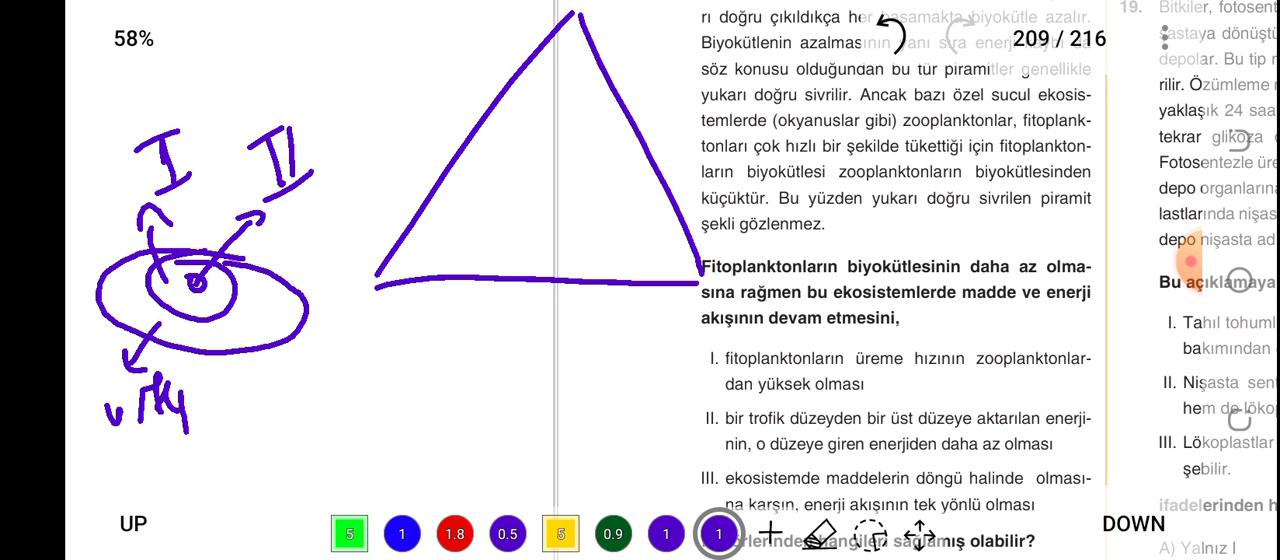 58%
209 / 216
rı doğru çıkıldıkça her basamakta biyokütle azalır.
Biyokütlenin azalmasının yanı sıra enerji kaybı da
söz konusu olduğundan bu tür piramitler genellikle
yukarı doğru sivrilir. Ancak bazı özel sucul ekosis-
temlerde (okyanuslar gibi) zooplanktonlar, fitoplank-
tonları çok hızlı bir şekilde tükettiği için fitoplankton-
ların biyokütlesi zooplanktonların biyokütlesinden
küçüktür. Bu yüzden yukarı doğru sivrilen piramit
şekli gözlenmez.
Fitoplanktonların biyokütlesinin daha az olma-
sına rağmen bu ekosistemlerde madde ve enerji
akışının devam etmesini,
I. fitoplanktonların üreme hızının zooplanktonlar-
dan yüksek olması
II. bir trofik düzeyden bir üst düzeye aktarılan enerji-
nin, o düzeye giren enerjiden daha az olması
III. ekosistemde maddelerin döngü halinde olması-
na karşın, enerji akışının tek yönlü olması
hangileri sağlamış olabilir?
I II
19. Bitkiler, fotosent
depolar. Bu tip
rilir. Özümleme
yaklaşık 24 saa
tekrar glikoza
Fotosentezle üre
depo organların
lastlarında nişas
depo nişasta ad
Bu açıklamaya
I. Tahıl tohuml
bakımından
II. Nişasta sent
hem de löko
III. Lökoplastlar
şebilir.
ifadelerinden h
A) Yalnız I
UP
5 1 1.8 0.5 5 0.9 1 1
DOWN